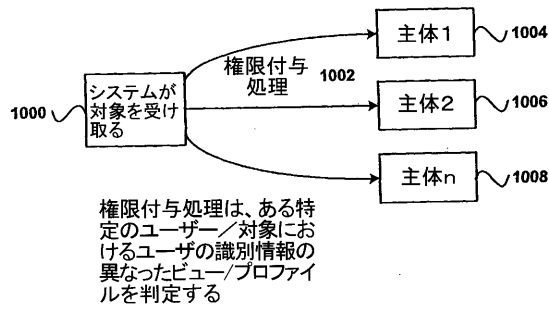 主体1
1004
権限付与
処理
1002
1000
システムが
対象を受け
取る
主体2
1006
主体n
1008
権限付与処理は、ある特
定のユーザー/対象にお
けるユーザの識別情報の
異なったビュー/プロファイ
ルを判定する